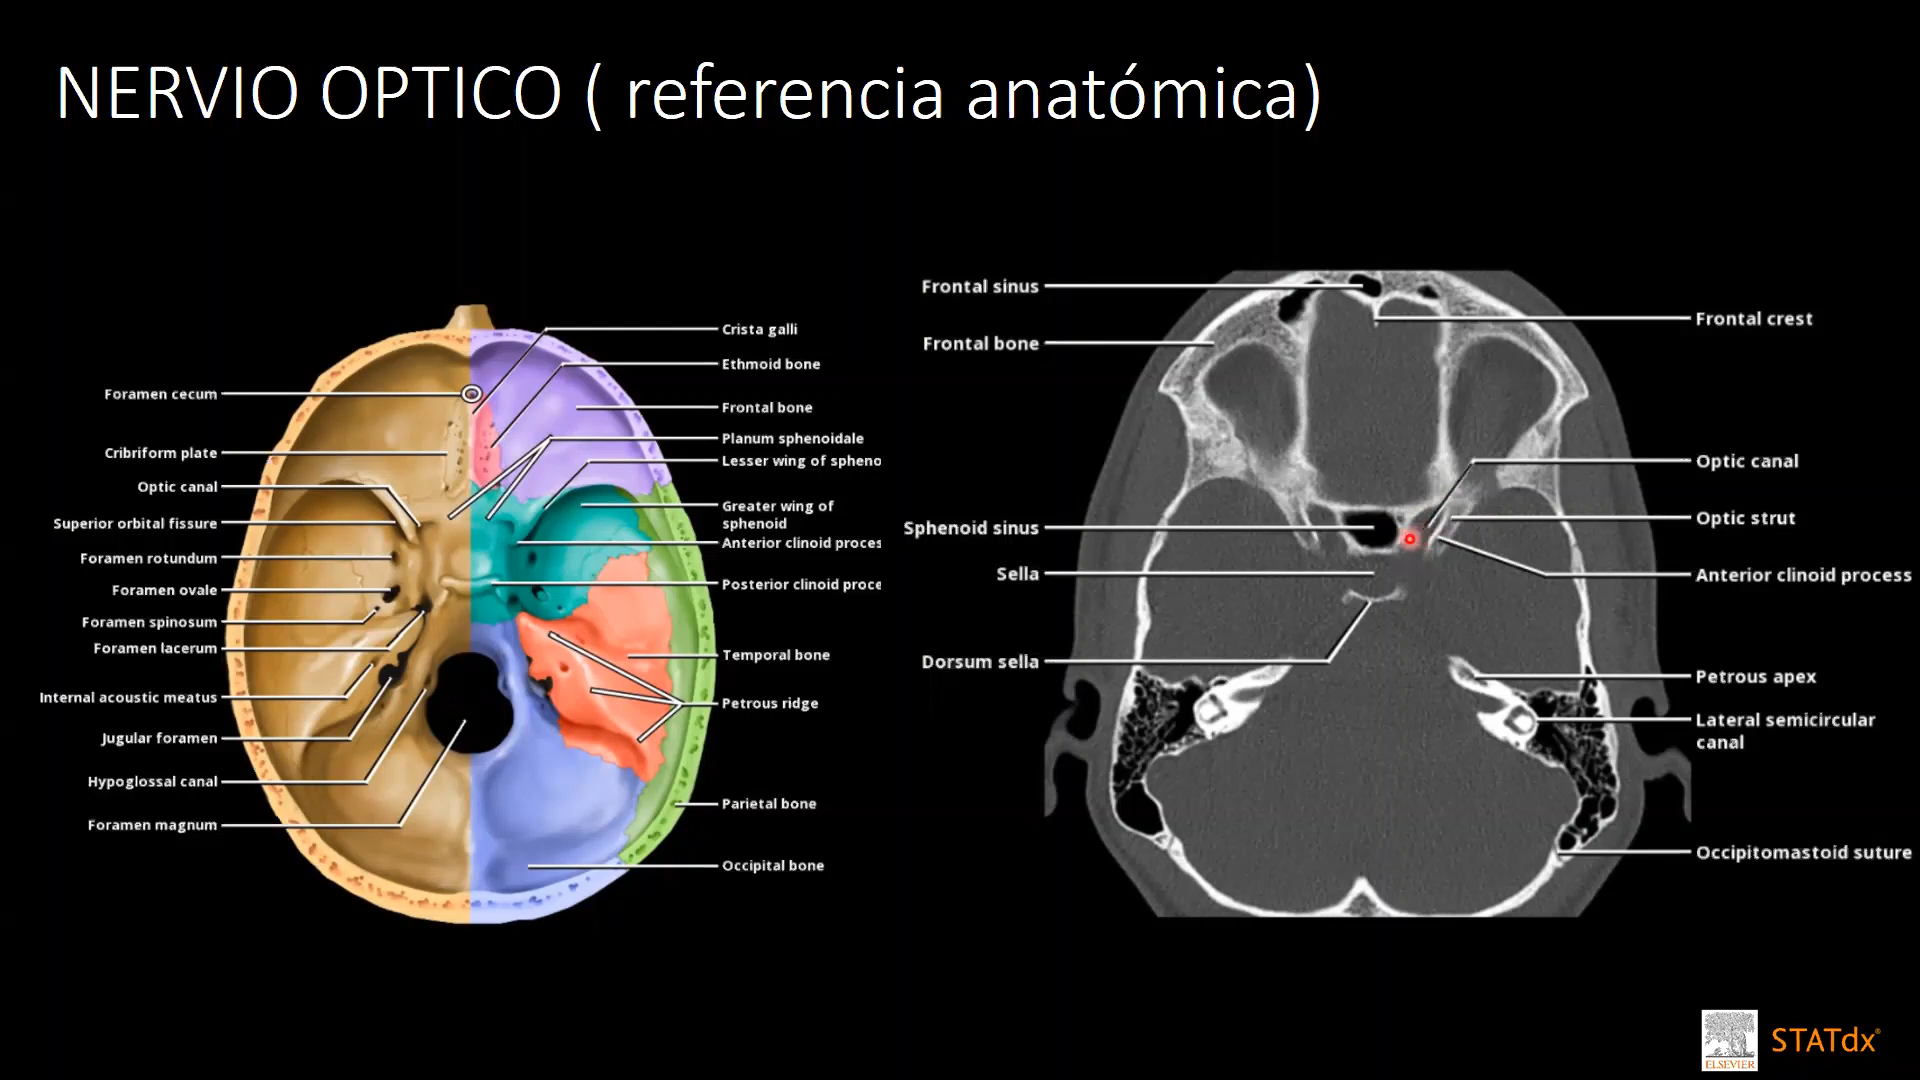 NERVIO OPTICO ( referencia anatómica)
Foramen cecum
Cribriform plate
Optic canal
Superior orbital fissure
Foramen rotundum
Foramen ovale
Foramen spinosum
Foramen lacerum
Internal acoustic meatus
Jugular foramen
Hypoglossal canal
Foramen magnum
Crista galli
Ethmoid bone
Frontal bone
Planum sphenoidale
Lesser wing of spheno
Greater wing of
sphenoid
Anterior clinoid proces
Posterior clinoid proce
Temporal bone
Petrous ridge
Parietal bone
Occipital bone
Frontal sinus
Frontal bone
Sphenoid sinus
Sella
Dorsum sella
Frontal crest
Optic canal
Optic strut
Anterior clinoid process
Petrous apex
Lateral semicircular
canal
Occipitomastoid suture
ELSEVIER
STATdx®